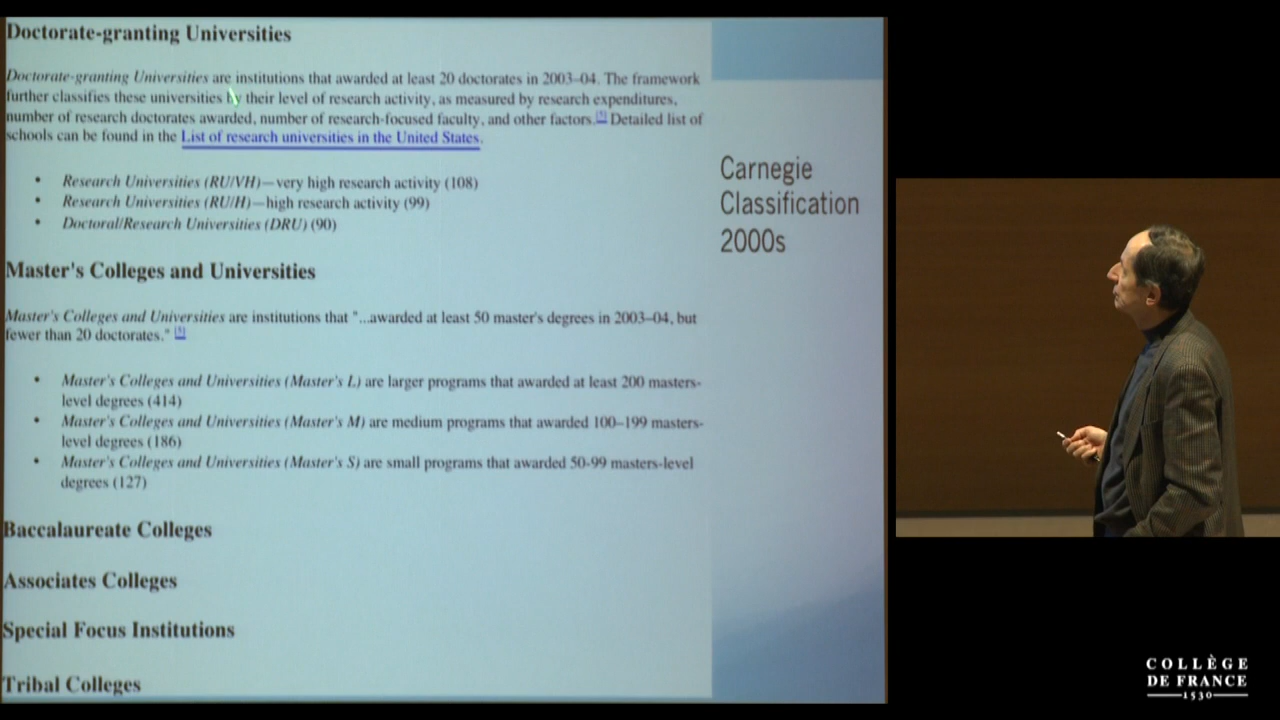 Doctorate-granting Universities
Doctorate-granting Universities are institutions that awarded at least 20 doctorates in 2003–04. The framework
further classifies these universities by their level of research activity, as measured by research expenditures,
number of research doctorates awarded, number of research-focused faculty, and other factors. Detailed list of
schools can be found in the List of research universities in the United States.
• Research Universities (RU/VH)—very high research activity (108)
• Research Universities (RU/H)—high research activity (99)
• Doctoral/Research Universities (DRU) (90)
Master's Colleges and Universities
Master's Colleges and Universities are institutions that "...awarded at least 50 master's degrees in 2003–04, but
fewer than 20 doctorates."
• Master's Colleges and Universities (Master's L) are larger programs that awarded at least 200 masters-
level degrees (414)
• Master's Colleges and Universities (Master's M) are medium programs that awarded 100–199 masters-
level degrees (186)
• Master's Colleges and Universities (Master's S) are small programs that awarded 50-99 masters-level
degrees (127)
Baccalaureate Colleges
Associates Colleges
Special Focus Institutions
Tribal Colleges
Carnegie
Classification
2000s
COLLÈGE
DE FRANCE
1530